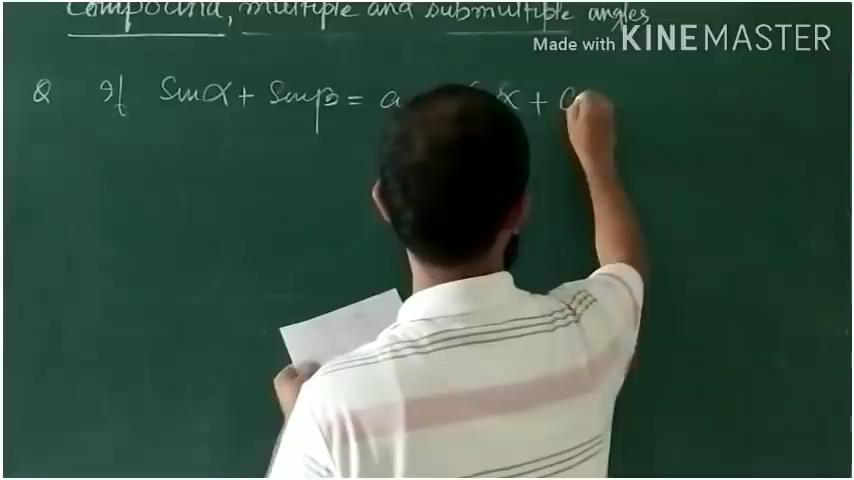 Compound, multiple and submultiple angles
Made with KINEMASTER
Q If Sinα + Sinβ = a α + C